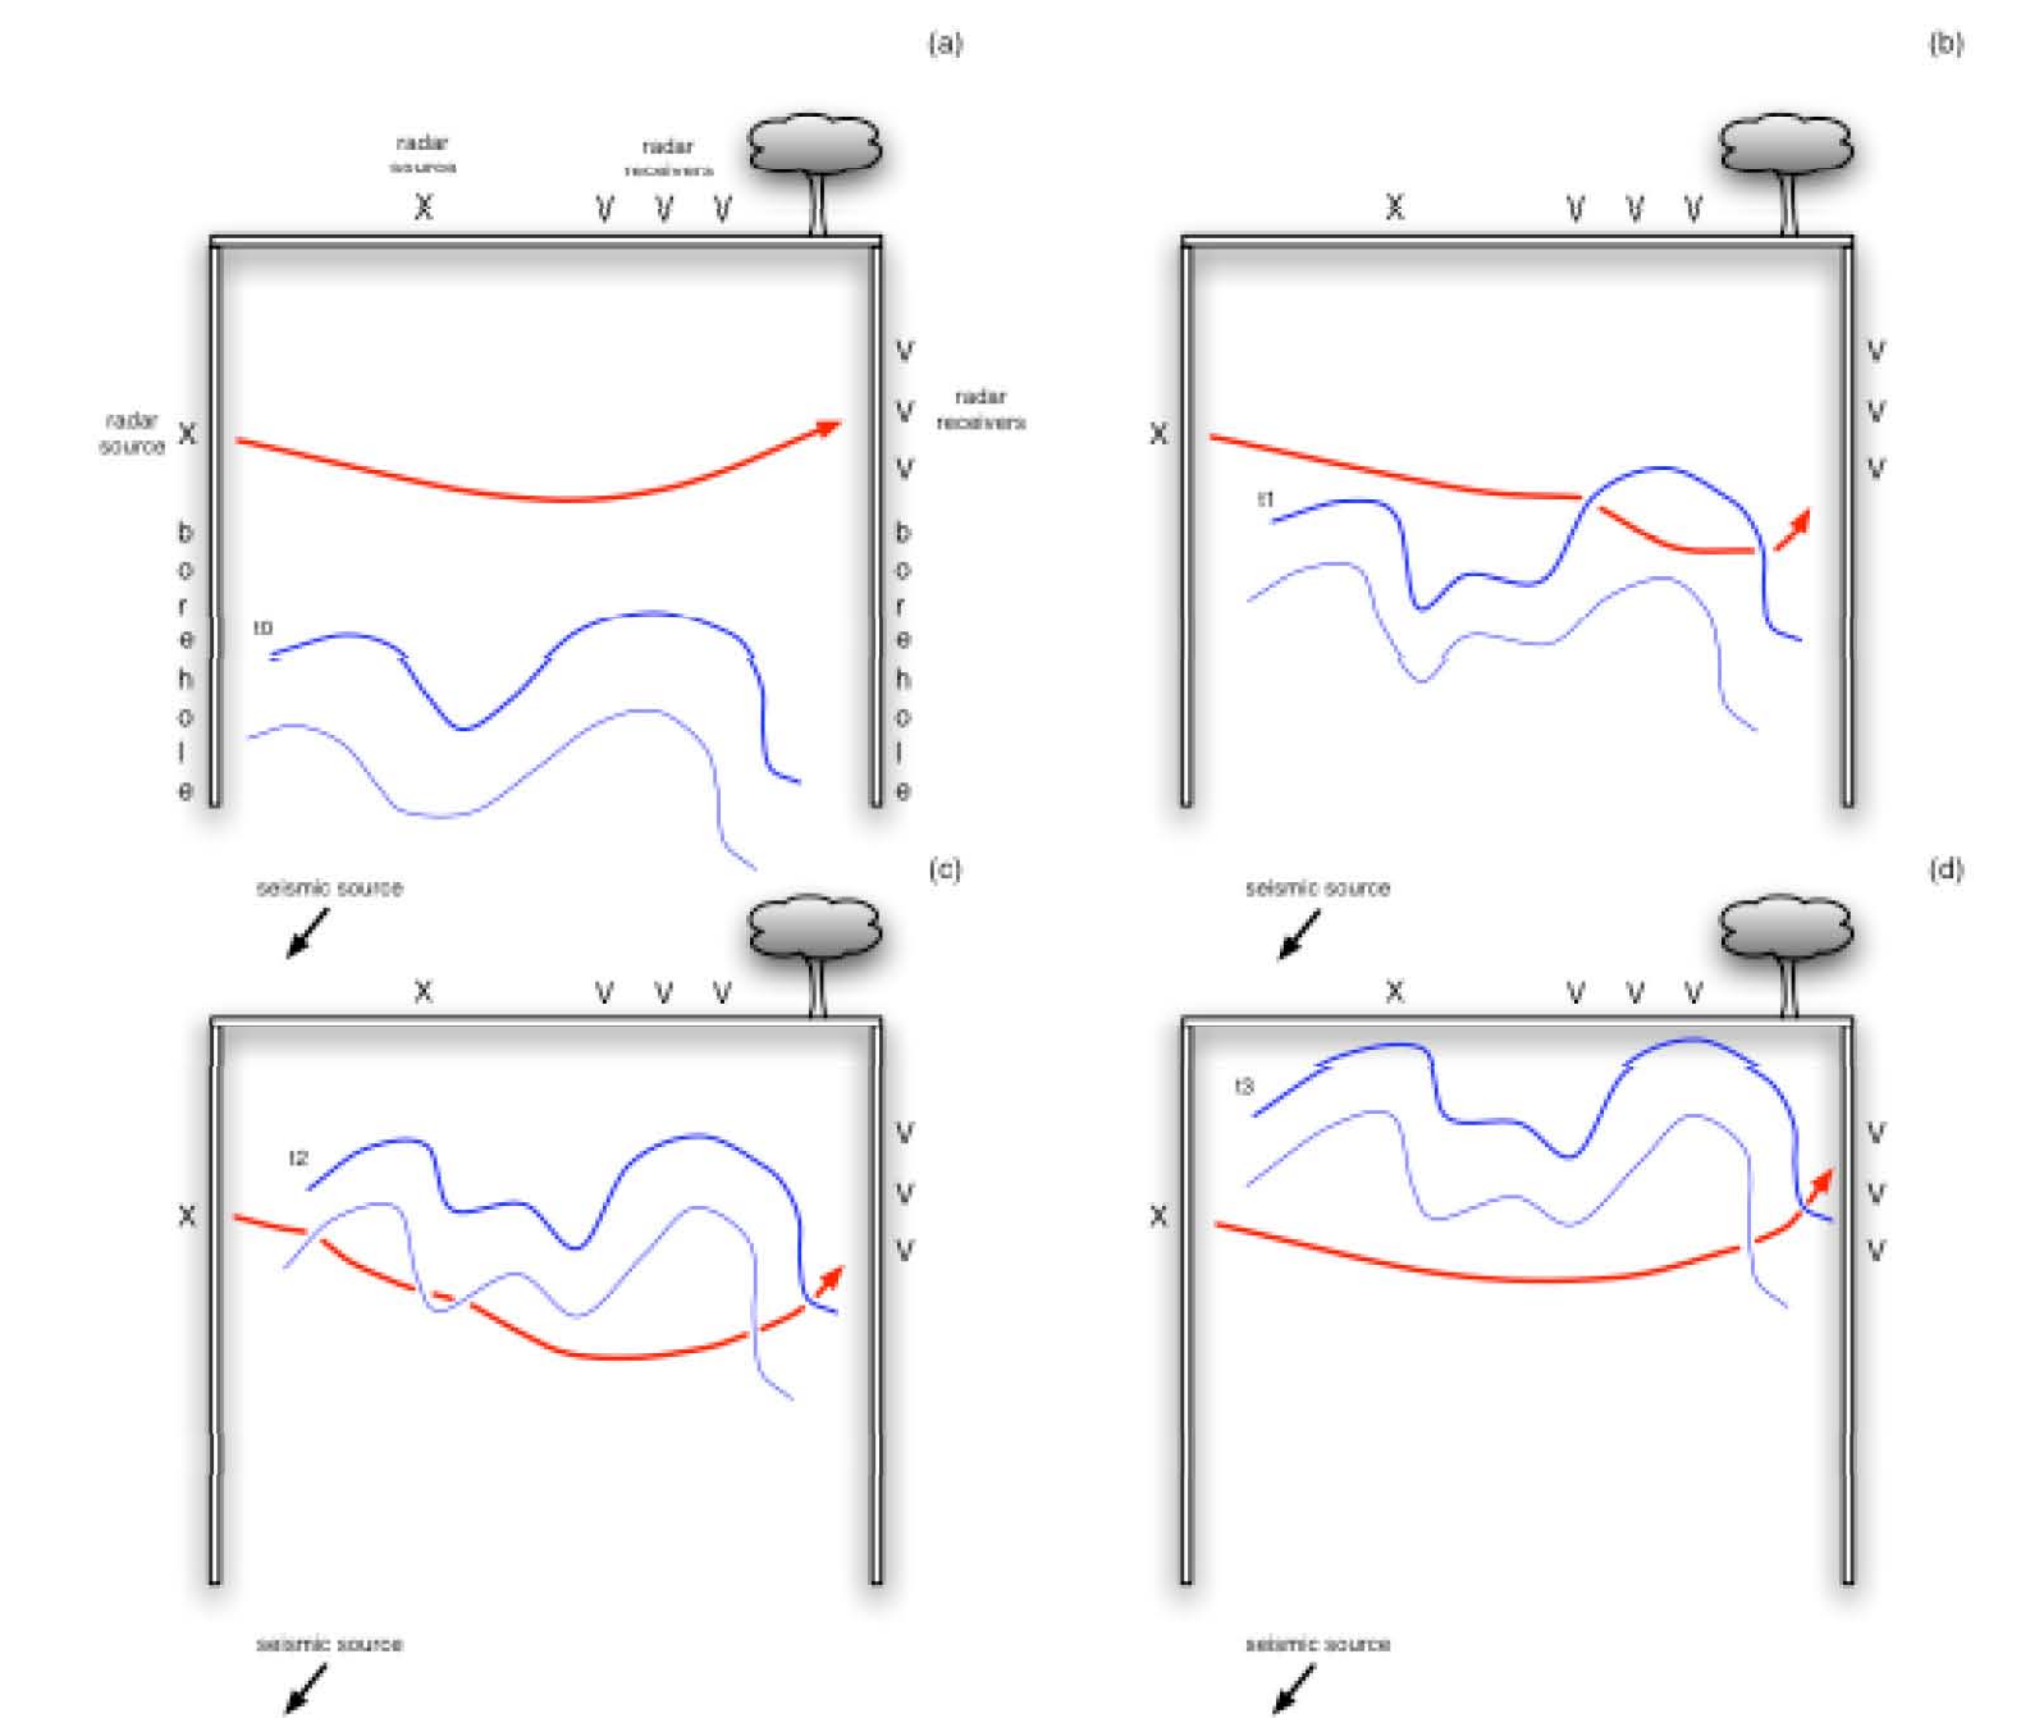 (a)
(b)
radar
source
radar
receivers
X
V V V
X
V V V
V
V
V
radar
receivers
radar
source
X
b
o
r
e
h
o
l
e
b
o
r
e
h
o
l
e
t0
X
V
V
V
t1
(c)
(d)
seismic source
seismic source
X
V V V
X
V V V
t2
X
V
V
V
t3
X
V
V
V
seismic source
seismic source